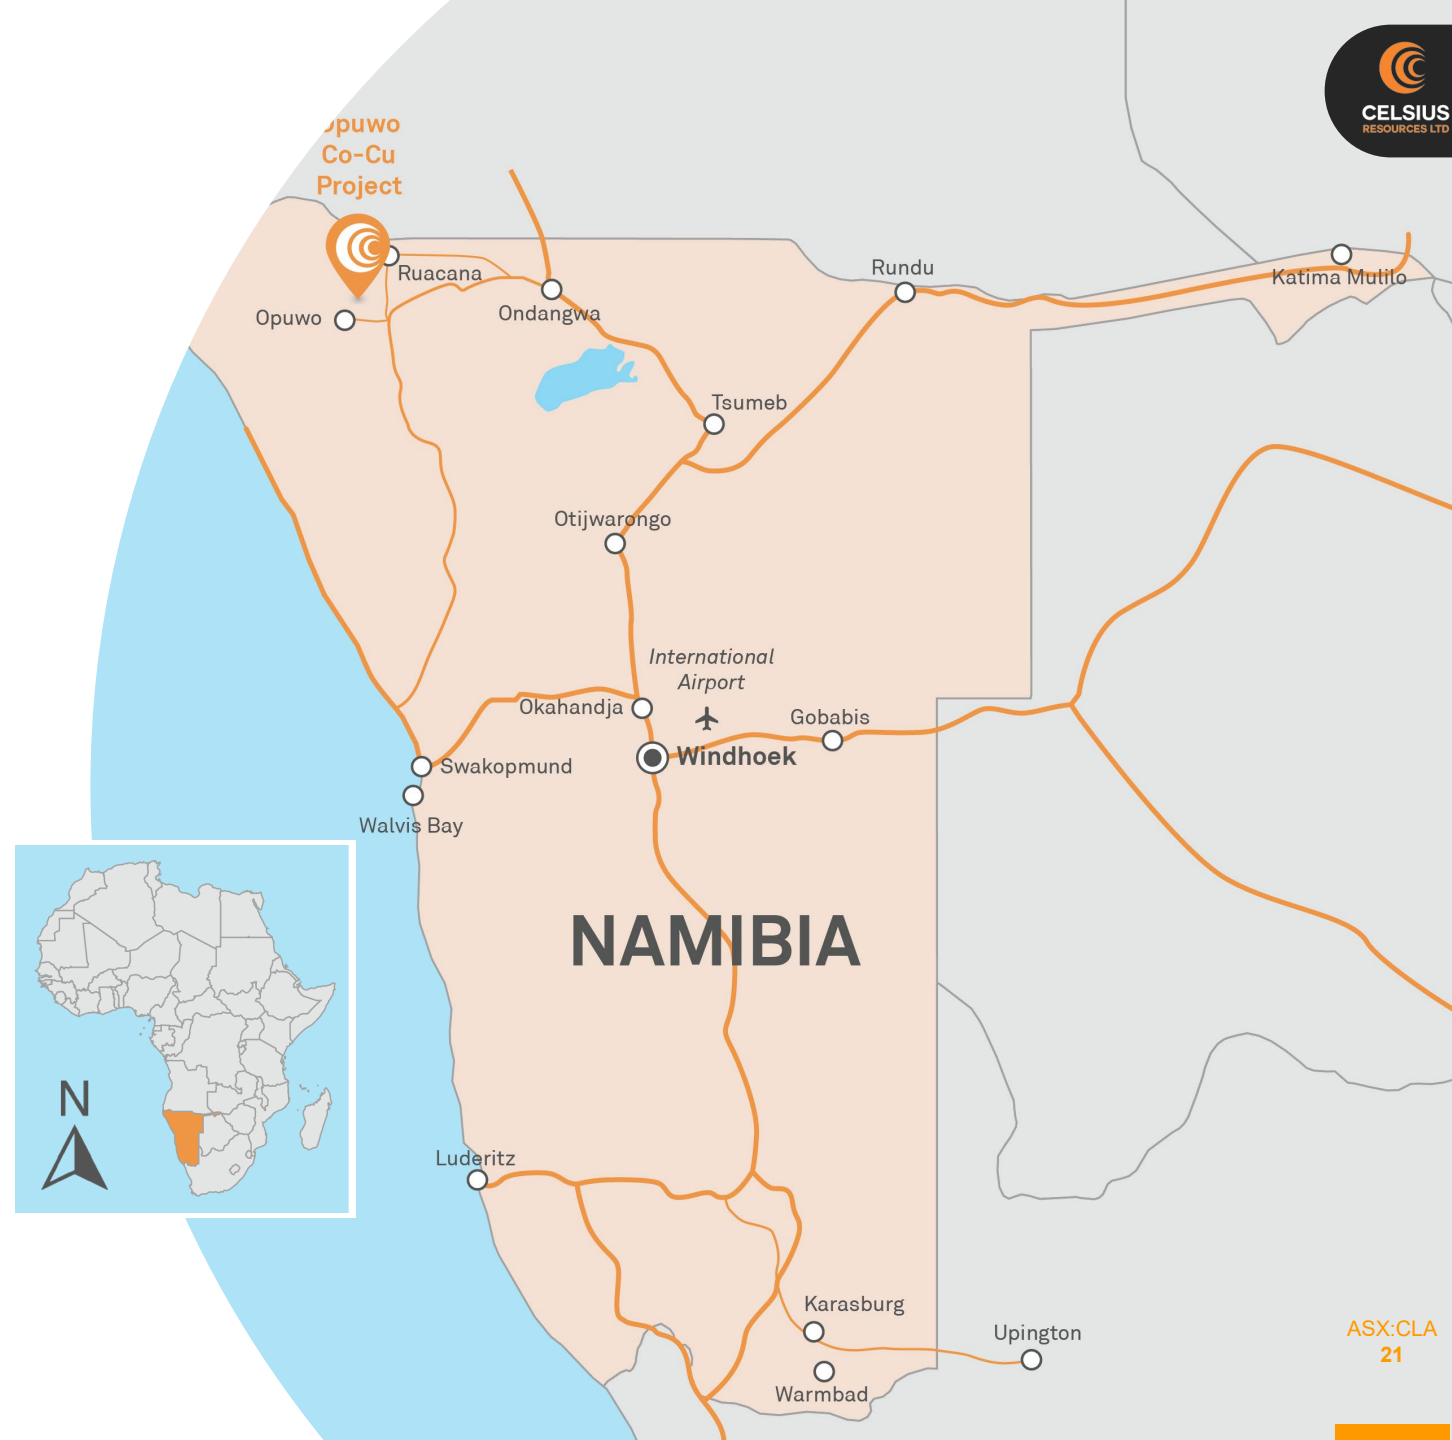 CELSIUS
RESOURCES LTD
Opuwo
Co-Cu
Project
Ruacana
Opuwo
Ondangwa
Rundu
Katima Mulilo
Tsumeb
Otijwarongo
International
Airport
Okahandja
Gobabis
Windhoek
Swakopmund
Walvis Bay
NAMIBIA
N
Luderitz
Karasburg
Upington
Warmbad
ASX:CLA
21